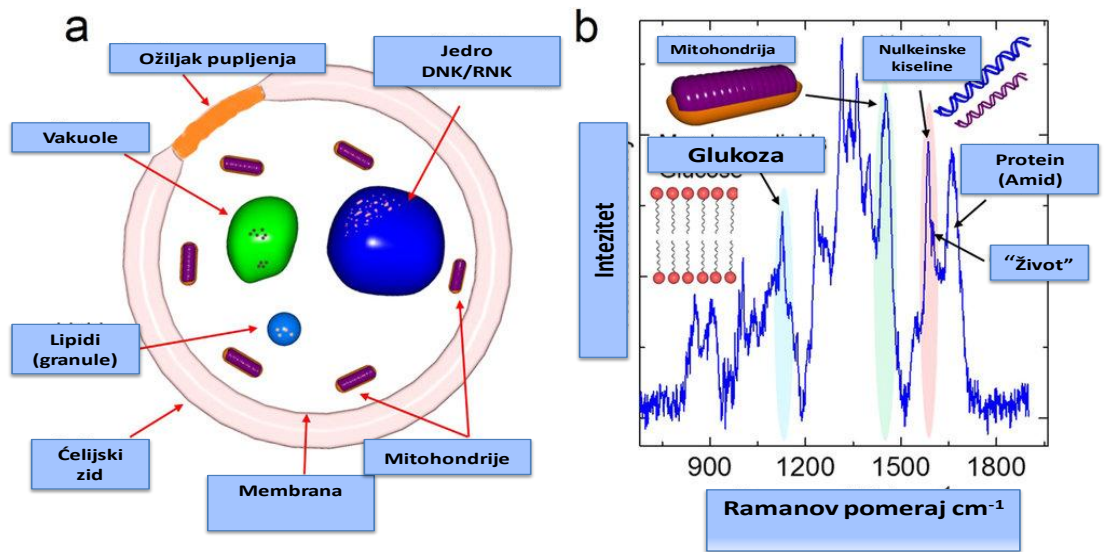 a
Ožiljak pupljenja
Jedro
DNK/RNK
Vakuole
Lipidi
(granule)
Ćelijski
zid
Membrana
Mitohondrije
b
Mitohondrija
Nulkeinske
kiseline
Glukoza
Glucose
Protein
(Amid)
“Život”
Intezitet
900
1200
1500
1800
Ramanov pomeraj cm⁻¹